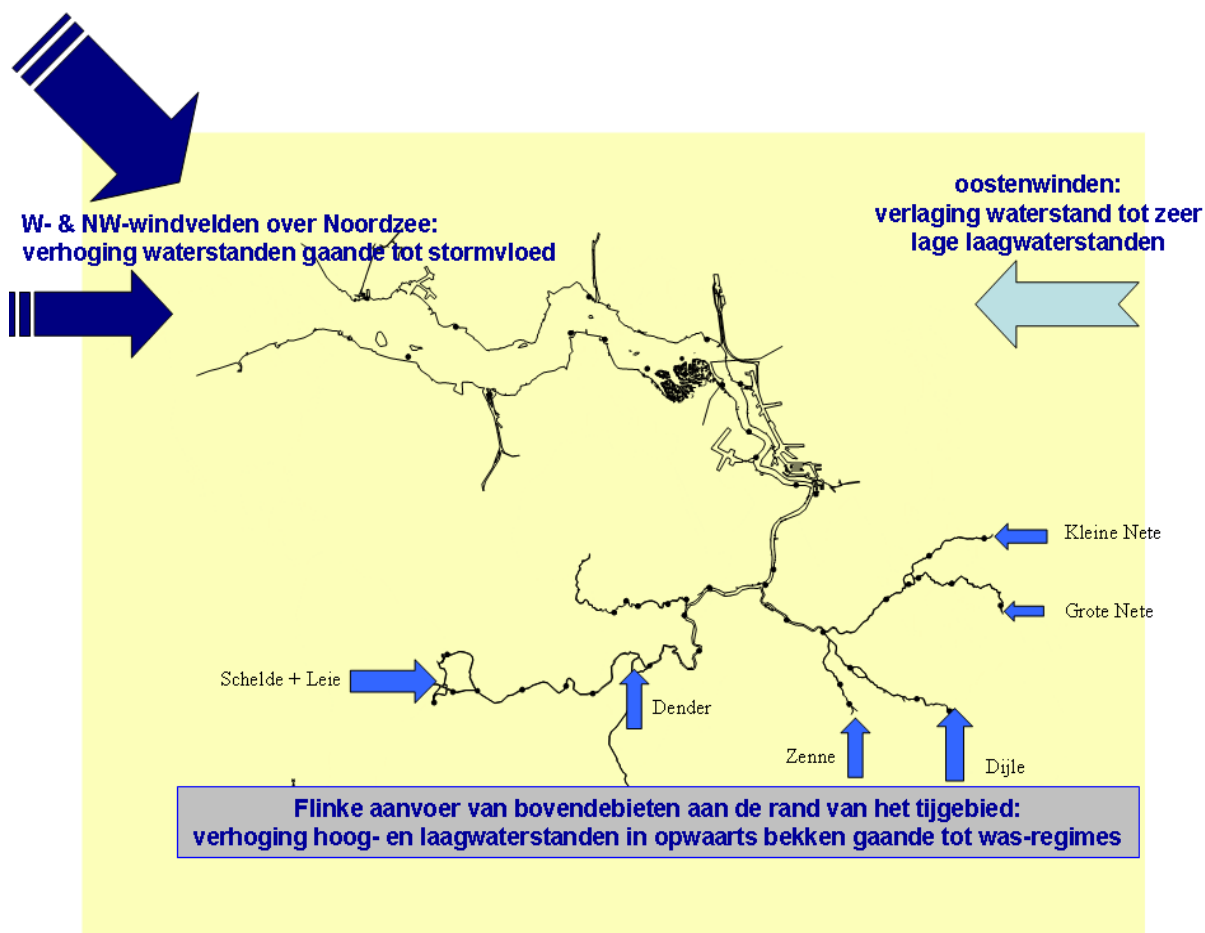 oostenwinden:
verlaging waterstand tot zeer
lage laagwaterstanden
W- & NW-windvelden over Noordzee:
verhoging waterstanden gaande tot stormvloed
Kleine Nete
Grote Nete
Schelde + Leie
Dender
Zenne
Dijle
Flinke aanvoer van bovendebieten aan de rand van het tijgebied:
verhoging hoog- en laagwaterstanden in opwaarts bekken gaande tot was-regimes